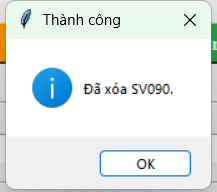 Thành công
Đã xóa SV090.
OK